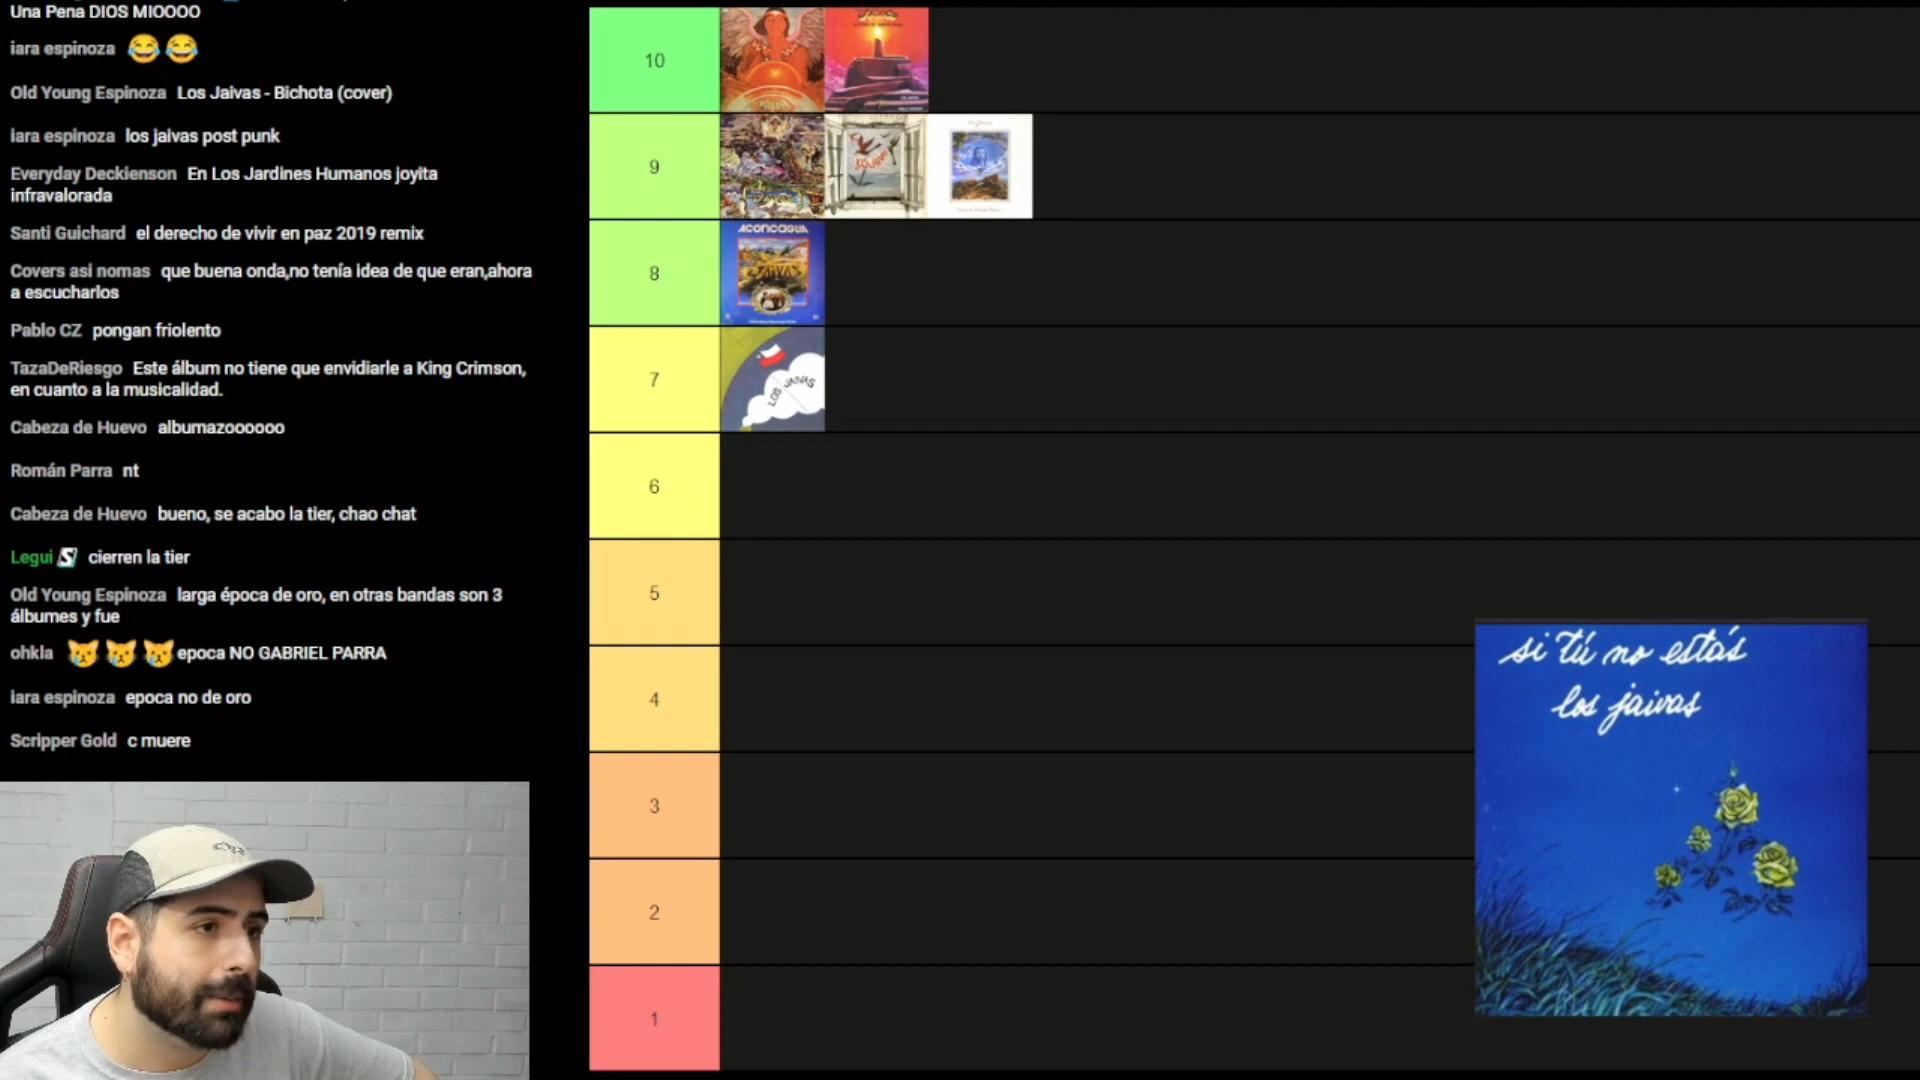 Una Pena DIOS MIOOOO
iara espinoza 😂😂
Old Young Espinoza Los Jaivas - Bichota (cover)
iara espinoza los jaivas post punk
Everyday Deckienson En Los Jardines Humanos joyita
infravalorada
Santi Guichard el derecho de vivir en paz 2019 remix
Covers asi nomas que buena onda,no tenía idea de que eran,ahora
a escucharlos
Pablo CZ pongan friolento
TazaDeRiesgo Este álbum no tiene que envidiarle a King Crimson,
en cuanto a la musicalidad.
Cabeza de Huevo albumazoooooo
Román Parra nt
Cabeza de Huevo bueno, se acabo la tier, chao chat
Legui cierren la tier
Old Young Espinoza larga época de oro, en otras bandas son 3
álbumes y fue
ohkla 😿😿😿 epoca NO GABRIEL PARRA
iara espinoza epoca no de oro
Scripper Gold c muere
10
9
8
ACONCAGUA
JAIVAS
7
LOS JAIVAS
6
5
4
3
2
1
si tú no estás
los jaivas